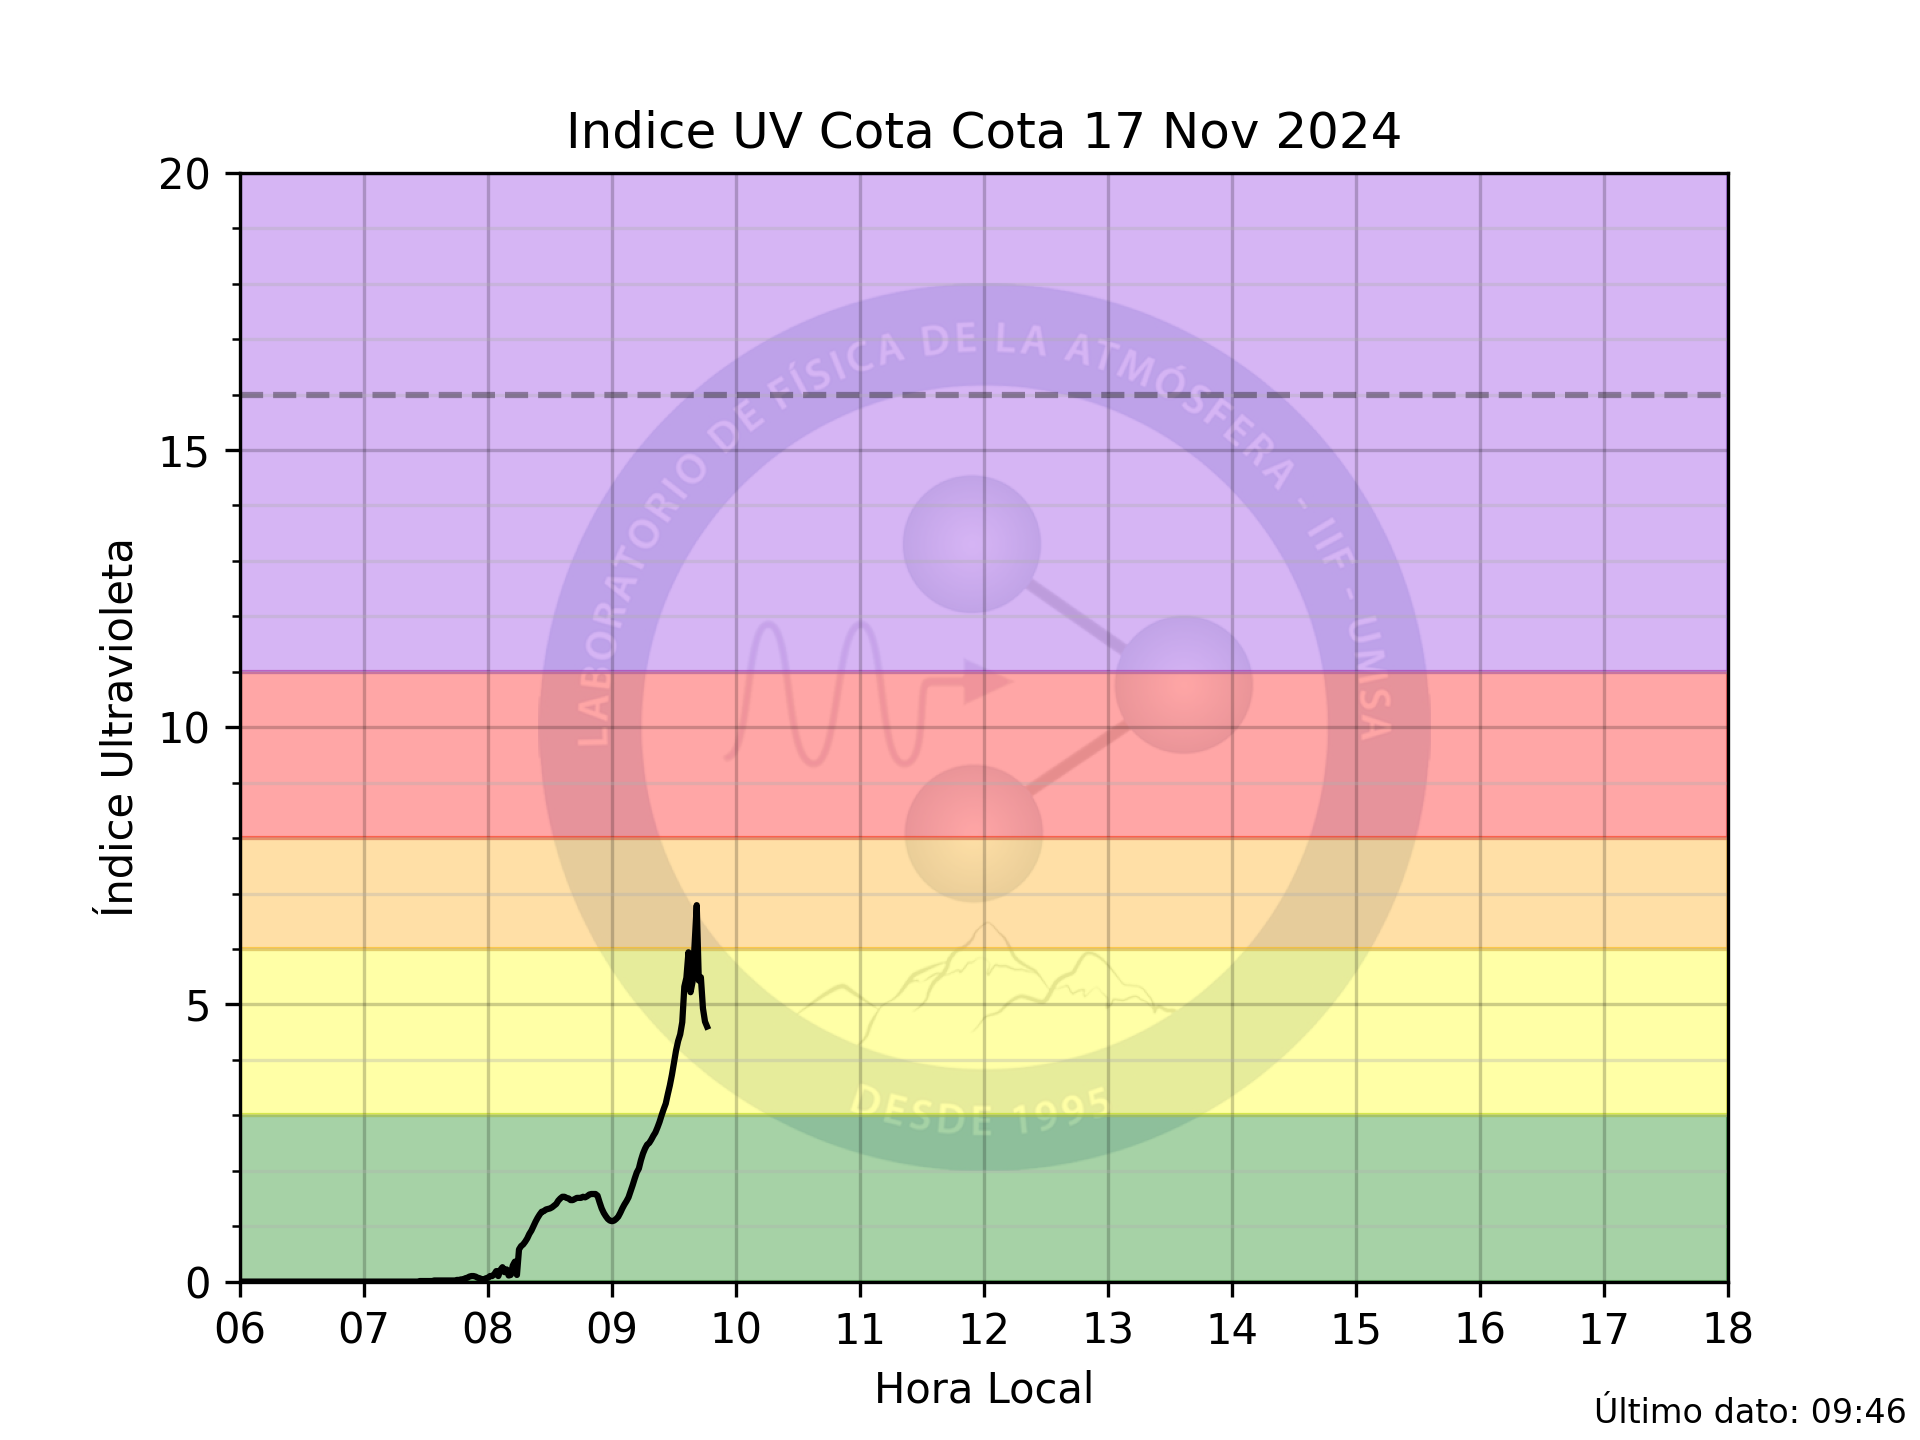 Indice UV Cota Cota 17 Nov 2024
20
15
10
5
0
Índice Ultravioleta
LABORATORIO DE FÍSICA DE LA ATMÓSFERA - IIF - UMSA
DESDE 1995
06 07 08 09 10 11 12 13 14 15 16 17 18
Hora Local
Último dato: 09:46